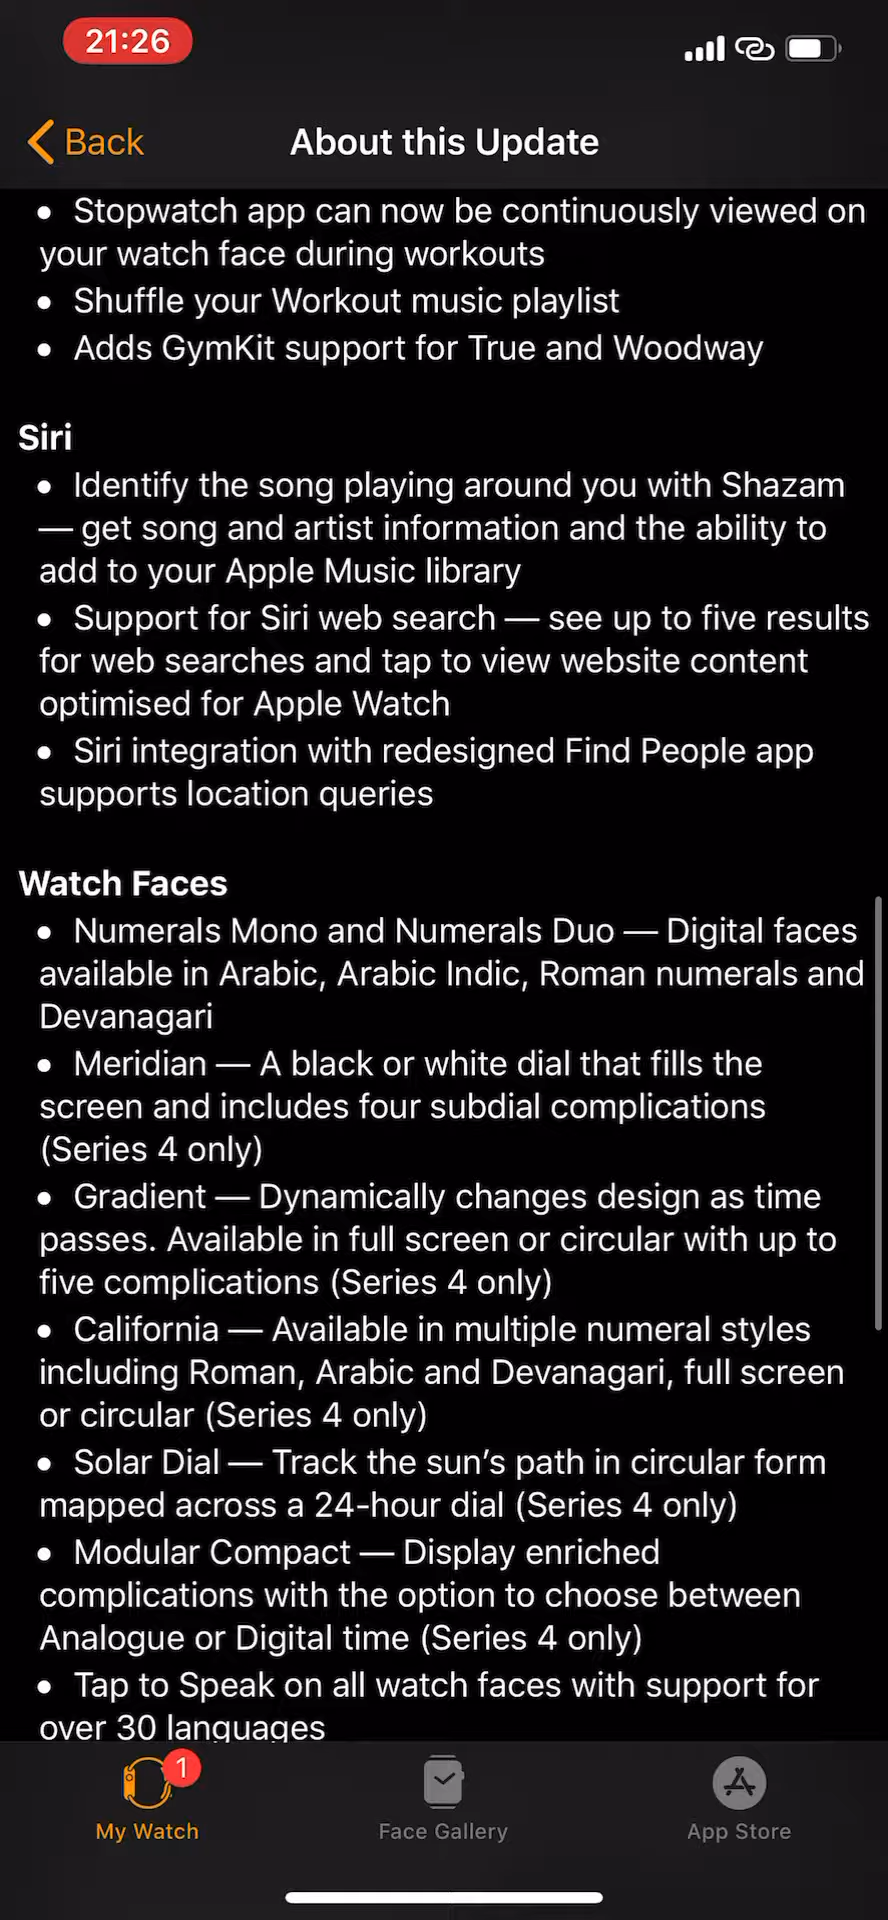 21:26
Back
About this Update
• Stopwatch app can now be continuously viewed on
your watch face during workouts
• Shuffle your Workout music playlist
• Adds GymKit support for True and Woodway
Siri
• Identify the song playing around you with Shazam
— get song and artist information and the ability to
add to your Apple Music library
• Support for Siri web search — see up to five results
for web searches and tap to view website content
optimised for Apple Watch
• Siri integration with redesigned Find People app
supports location queries
Watch Faces
• Numerals Mono and Numerals Duo — Digital faces
available in Arabic, Arabic Indic, Roman numerals and
Devanagari
• Meridian — A black or white dial that fills the
screen and includes four subdial complications
(Series 4 only)
• Gradient — Dynamically changes design as time
passes. Available in full screen or circular with up to
five complications (Series 4 only)
• California — Available in multiple numeral styles
including Roman, Arabic and Devanagari, full screen
or circular (Series 4 only)
• Solar Dial — Track the sun’s path in circular form
mapped across a 24-hour dial (Series 4 only)
• Modular Compact — Display enriched
complications with the option to choose between
Analogue or Digital time (Series 4 only)
• Tap to Speak on all watch faces with support for
over 30 languages
1
My Watch
Face Gallery
App Store